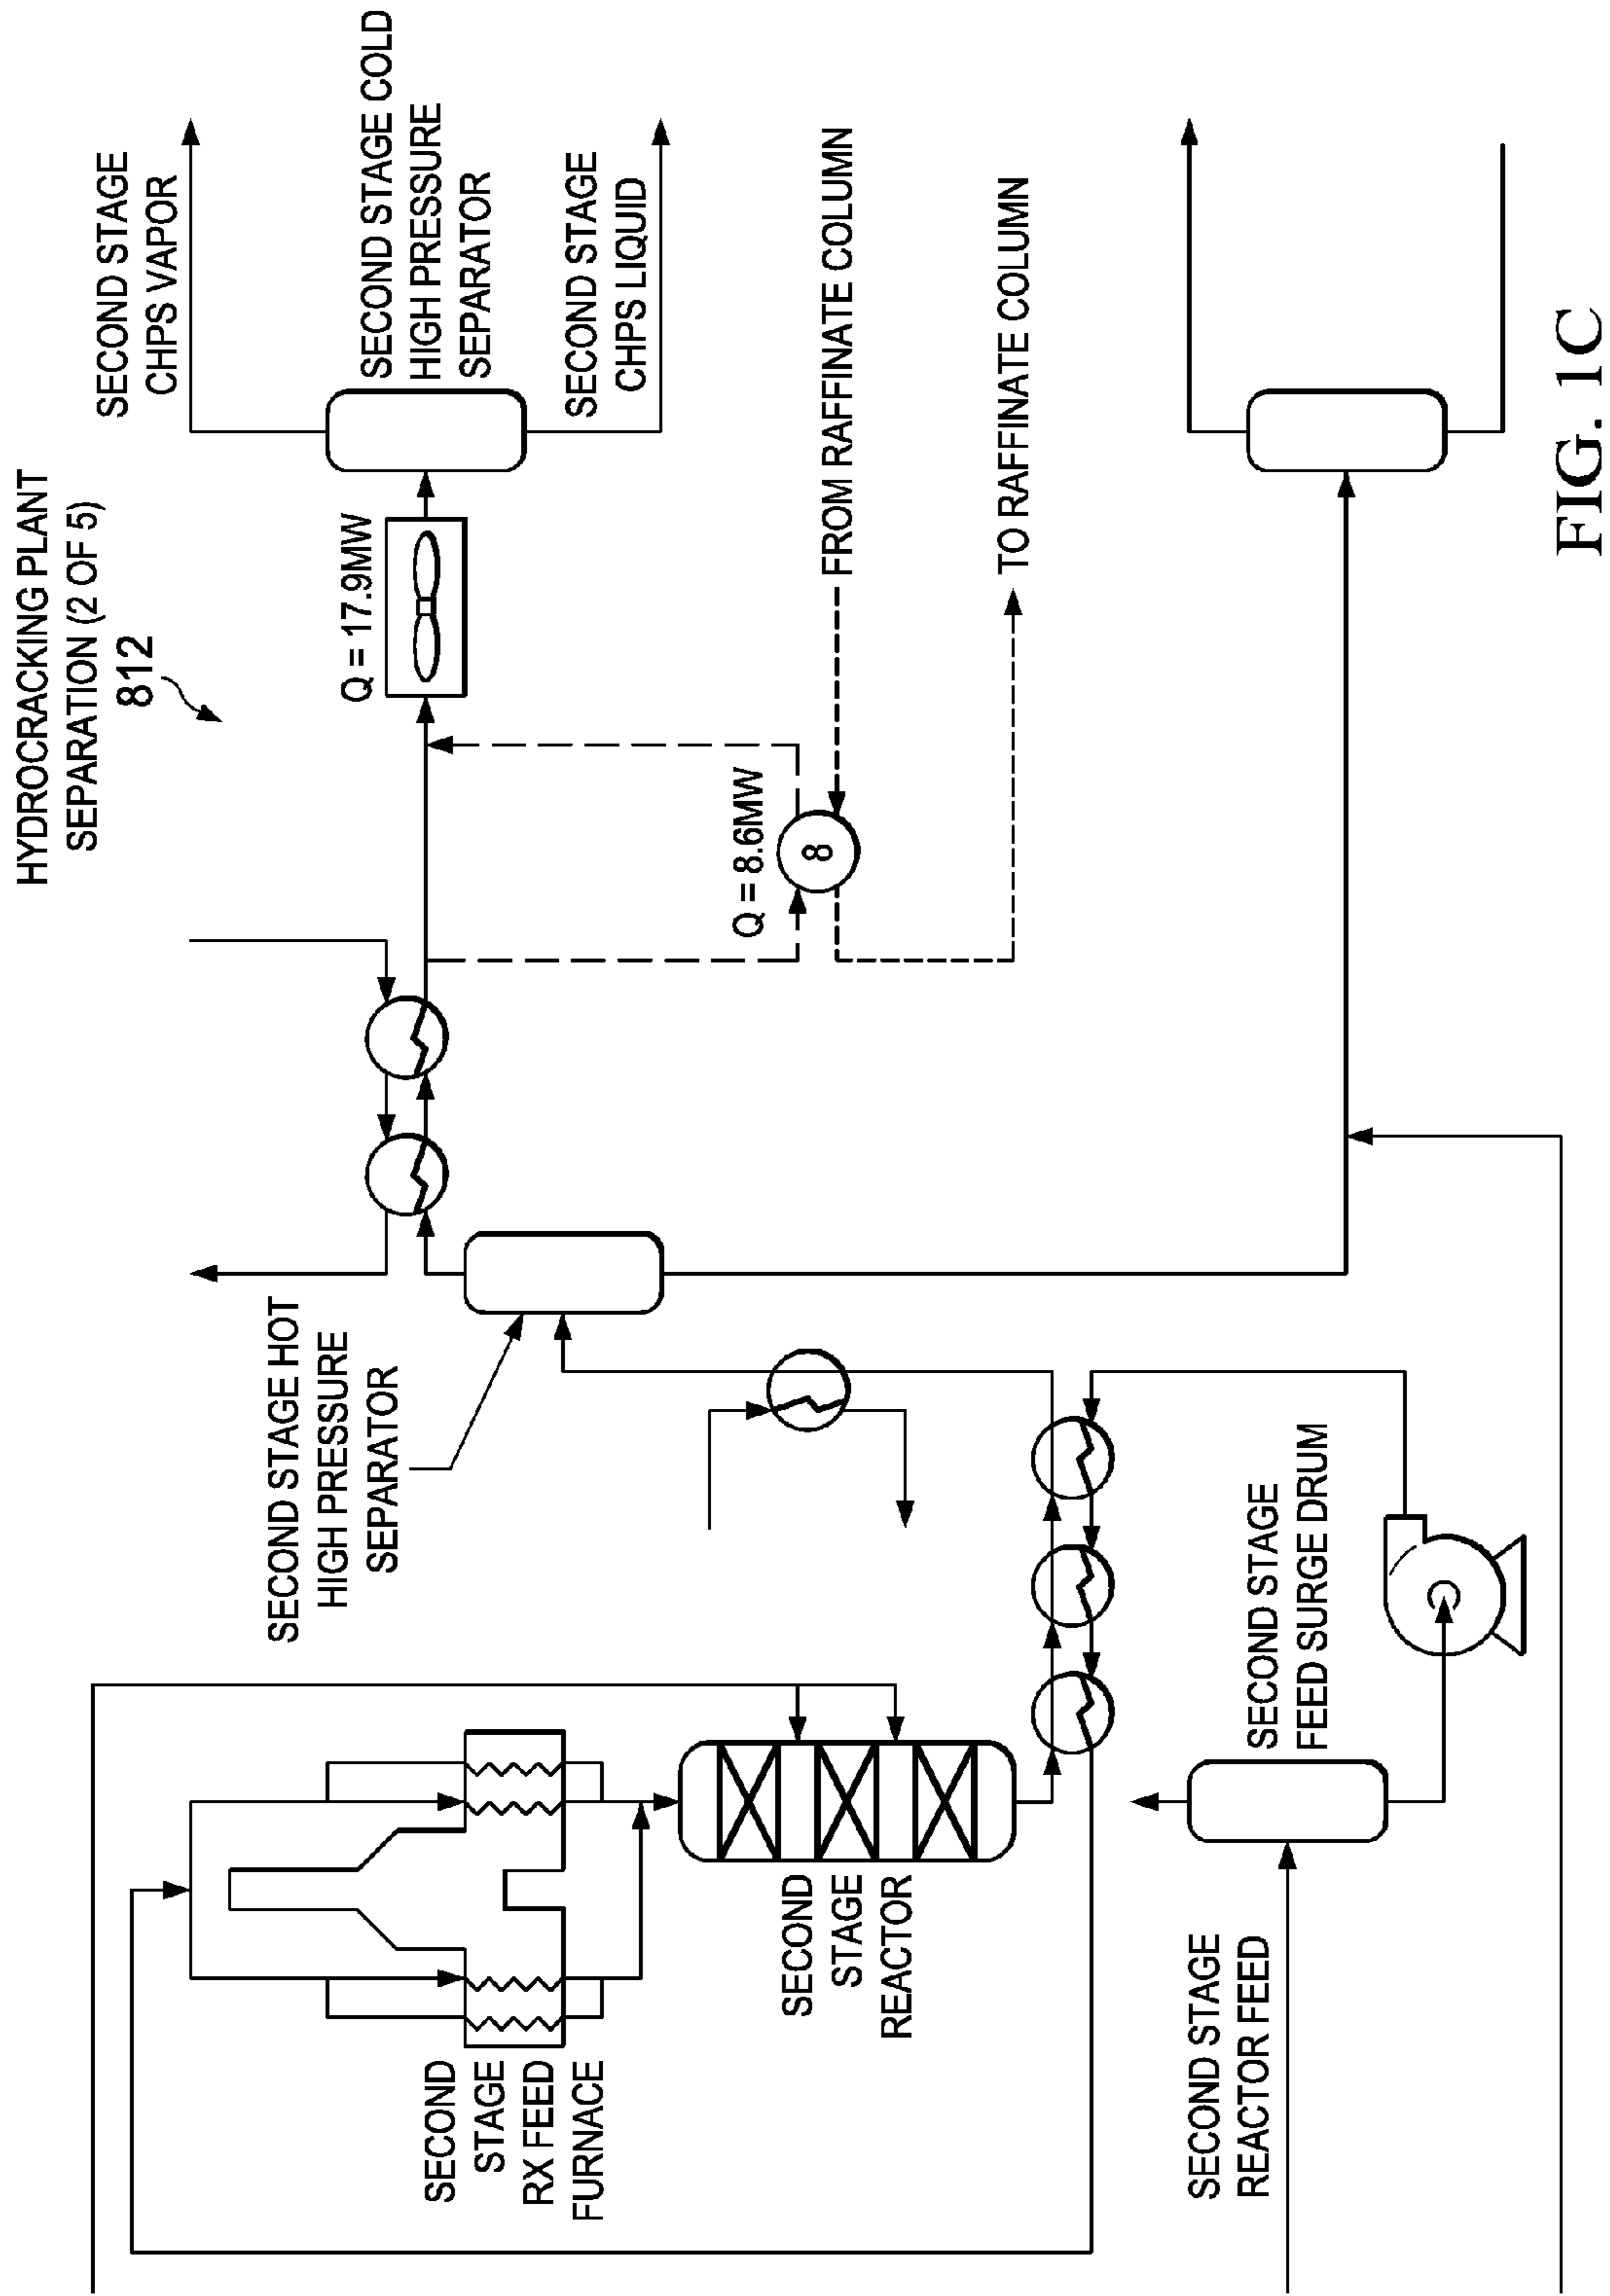 HYDROCRACKING PLANT
SEPARATION (2 OF 5)
812
SECOND STAGE
CHPS VAPOR
SECOND STAGE COLD
HIGH PRESSURE
SEPARATOR
Q = 17.9MW
SECOND STAGE
CHPS LIQUID
SECOND STAGE HOT
HIGH PRESSURE
SEPARATOR
Q = 8.6MW
8
FROM RAFFINATE COLUMN
TO RAFFINATE COLUMN
SECOND
STAGE
RX FEED
FURNACE
SECOND
STAGE
REACTOR
SECOND STAGE
FEED SURGE DRUM
SECOND STAGE
REACTOR FEED
FIG. 1C